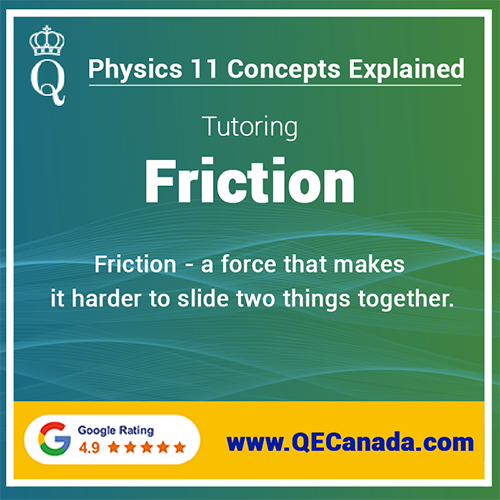 Q
Physics 11 Concepts Explained
Tutoring
Friction
Friction - a force that makes
it harder to slide two things together.
Google Rating
4.9
www.QECanada.com